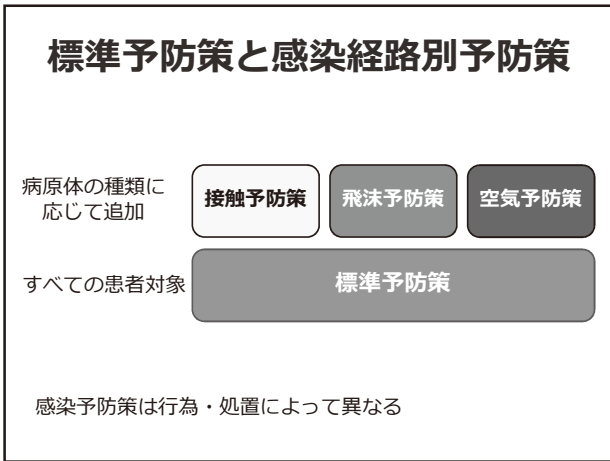 標準予防策と感染経路別予防策
病原体の種類に
応じて追加
接触予防策
飛沫予防策
空気予防策
すべての患者対象
標準予防策
感染予防策は行為・処置によって異なる